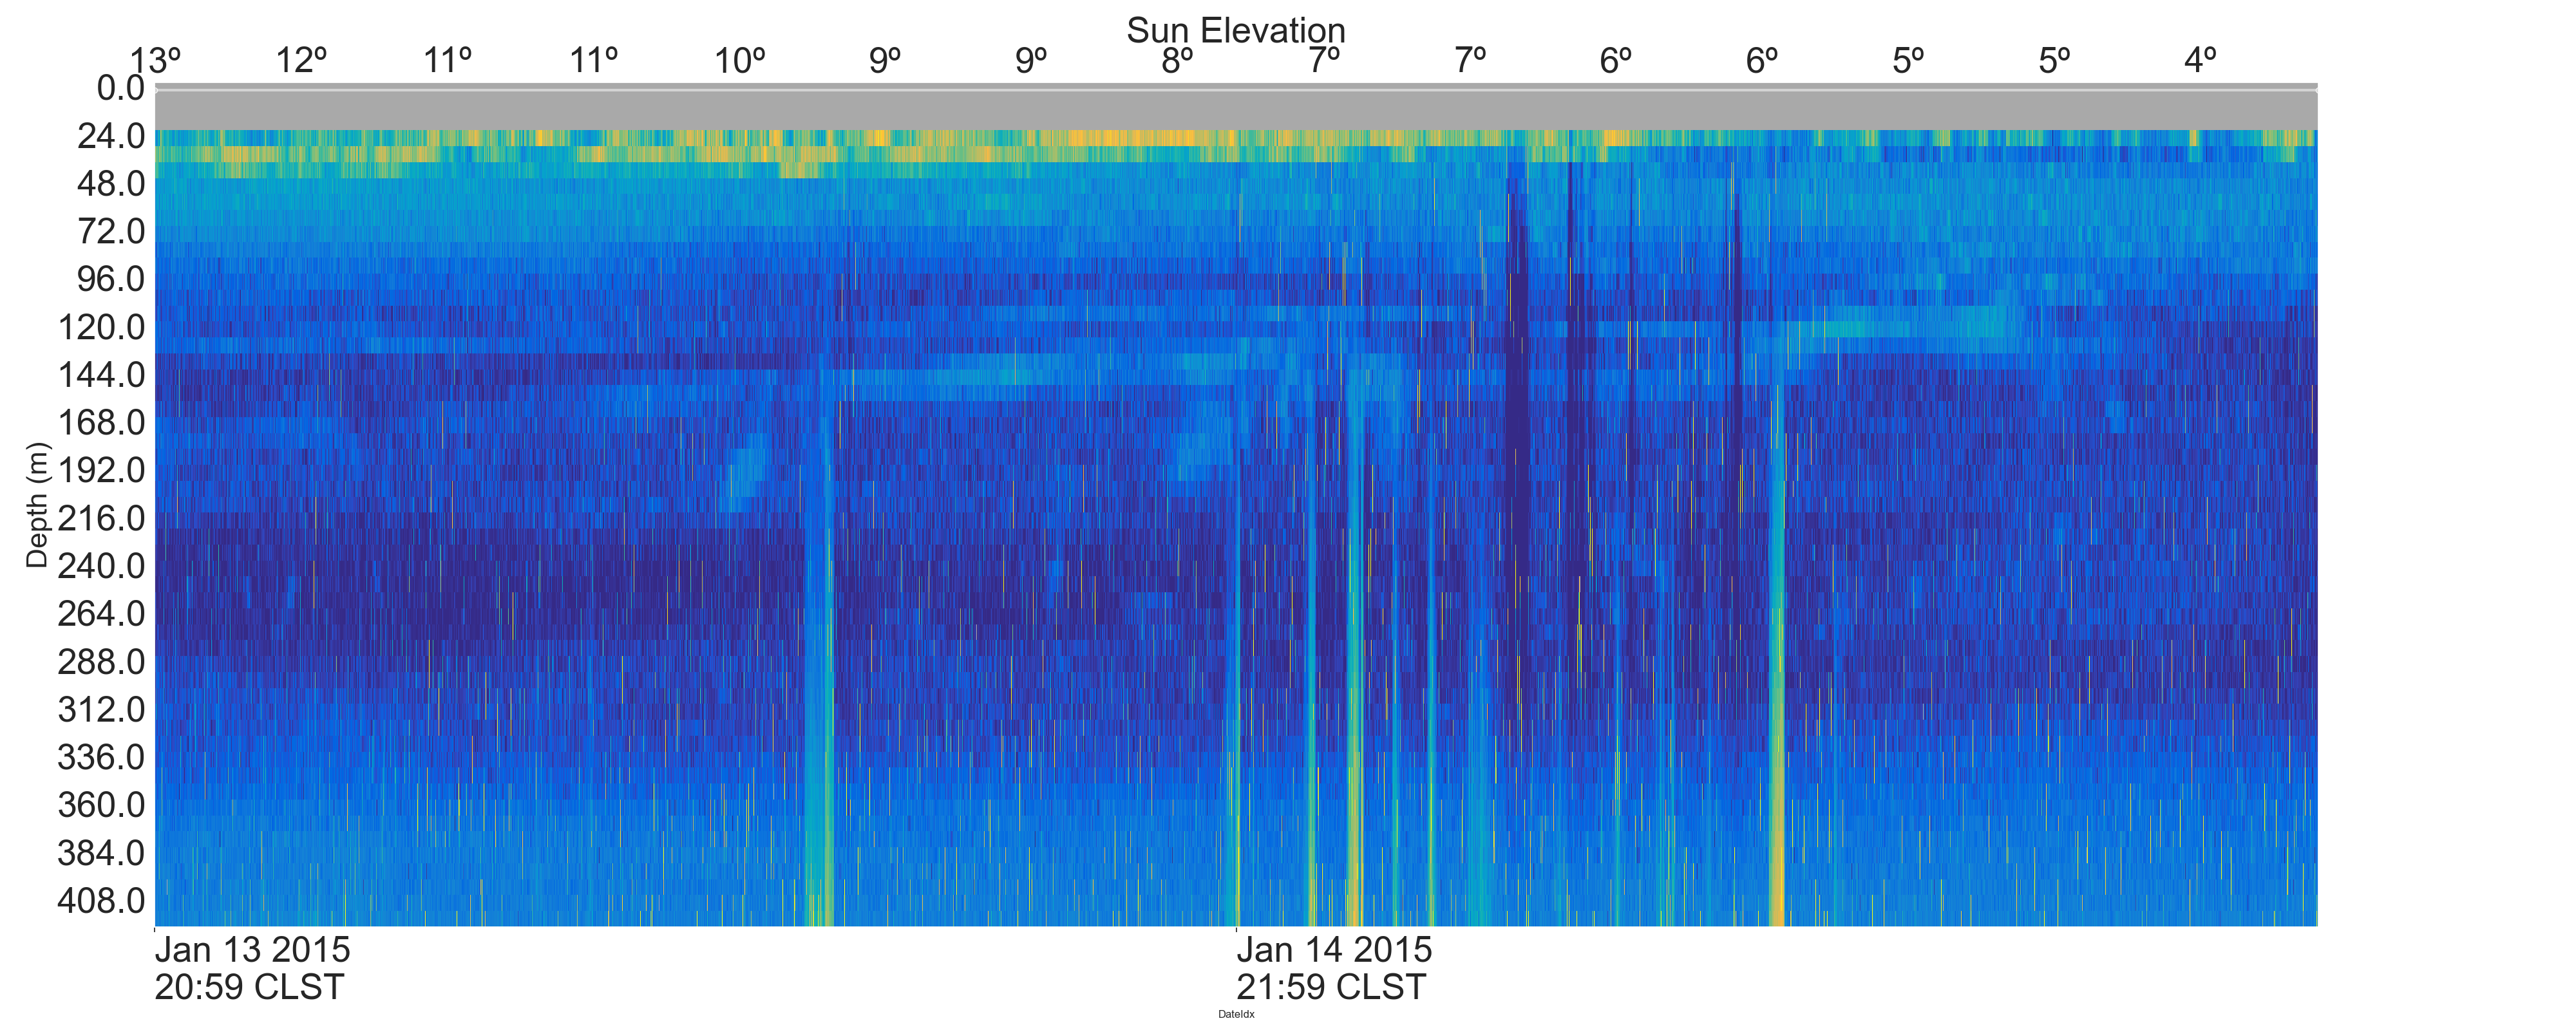 Sun Elevation
13º 12º 11º 11º 10º 9º 9º 8º 7º 7º 6º 6º 5º 5º 4º
0.0
24.0
48.0
72.0
96.0
120.0
144.0
168.0
192.0
216.0
240.0
264.0
288.0
312.0
336.0
360.0
384.0
408.0
Depth (m)
Jan 13 2015
20:59 CLST
Jan 14 2015
21:59 CLST
DateIdx